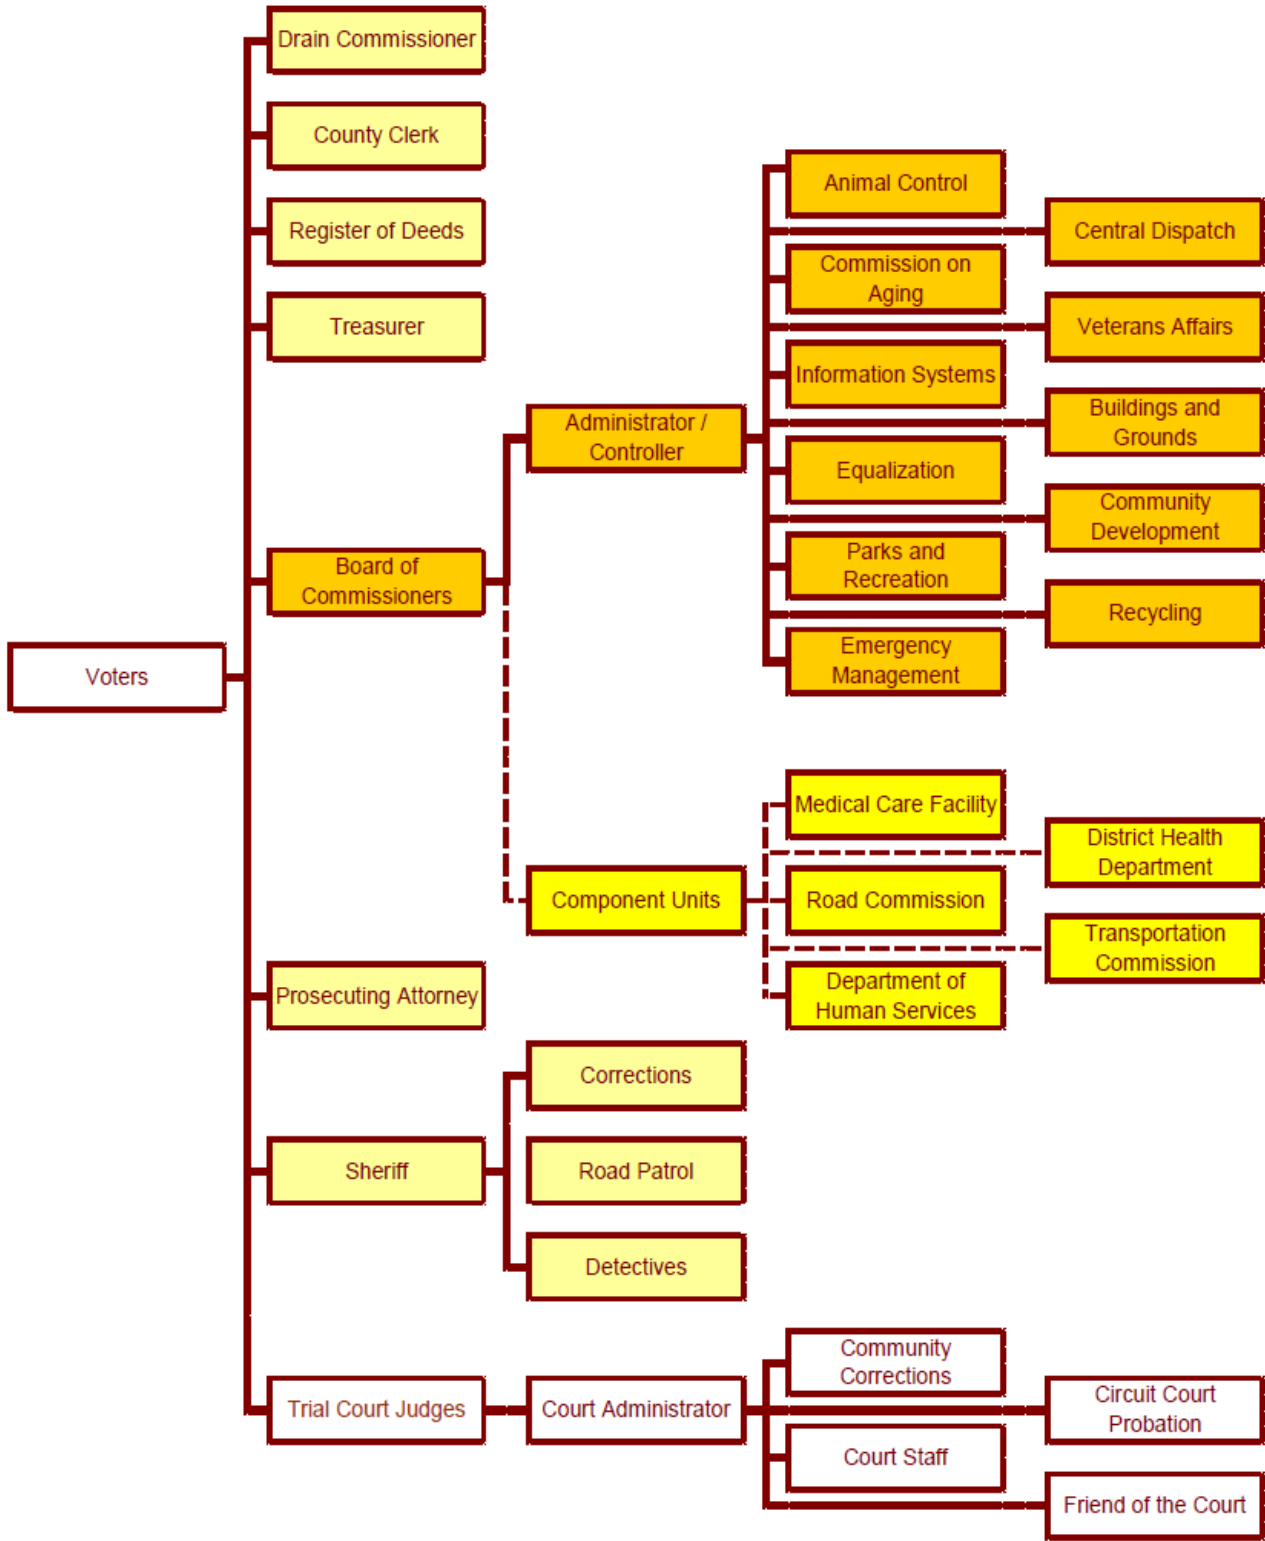 Drain Commissioner
County Clerk
Register of Deeds
Treasurer
Voters
Board of
Commissioners
Administrator /
Controller
Animal Control
Central Dispatch
Commission on
Aging
Veterans Affairs
Information Systems
Buildings and
Grounds
Equalization
Community
Development
Parks and
Recreation
Recycling
Emergency
Management
Component Units
Medical Care Facility
District Health
Department
Road Commission
Transportation
Commission
Department of
Human Services
Prosecuting Attorney
Sheriff
Corrections
Road Patrol
Detectives
Trial Court Judges
Court Administrator
Community
Corrections
Circuit Court
Probation
Court Staff
Friend of the Court